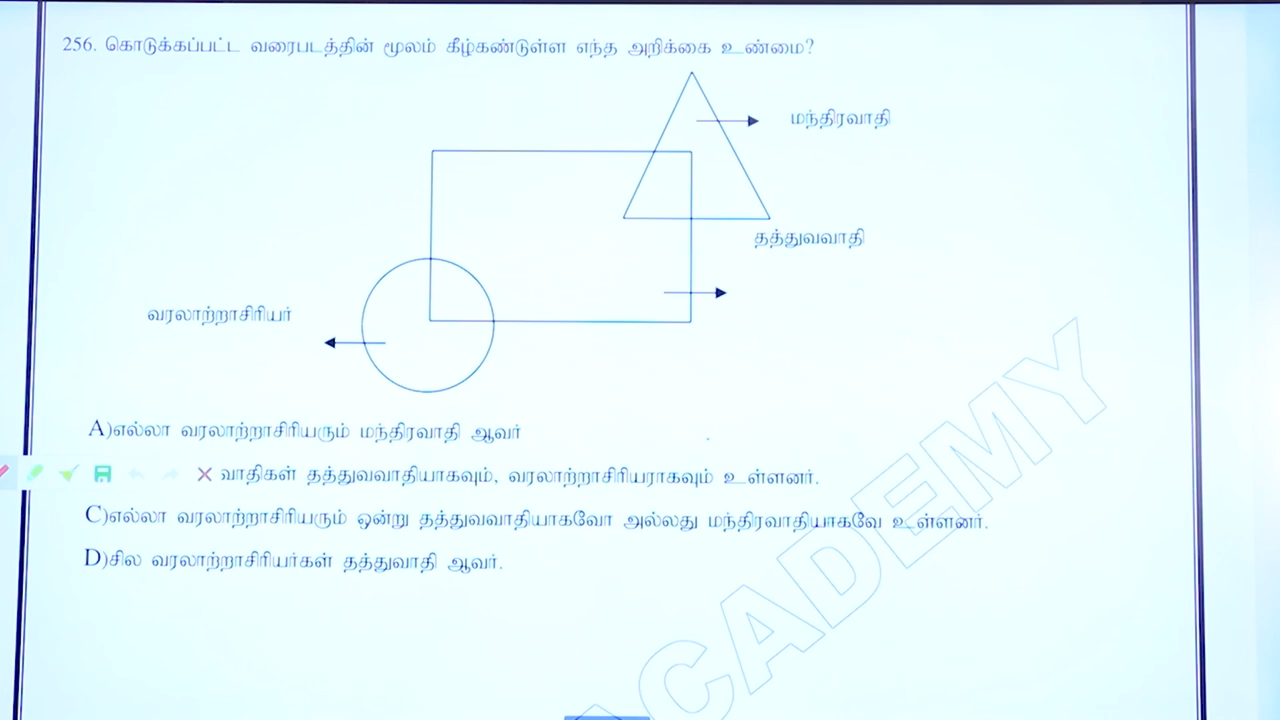 256. கொடுக்கப்பட்ட வரைபடத்தின் மூலம் கீழ்கண்டுள்ள எந்த அறிக்கை உண்மை?
மந்திரவாதி
தத்துவவாதி
வரலாற்றாசிரியர்
A)எல்லா வரலாற்றாசிரியரும் மந்திரவாதி ஆவர்
வாதிகள் தத்துவவாதியாகவும், வரலாற்றாசிரியராகவும் உள்ளனர்.
C)எல்லா வரலாற்றாசிரியரும் ஒன்று தத்துவவாதியாகவோ அல்லது மந்திரவாதியாகவே உள்ளனர்.
D)சில வரலாற்றாசிரியர்கள் தத்துவாதி ஆவர்.
ACADEMY